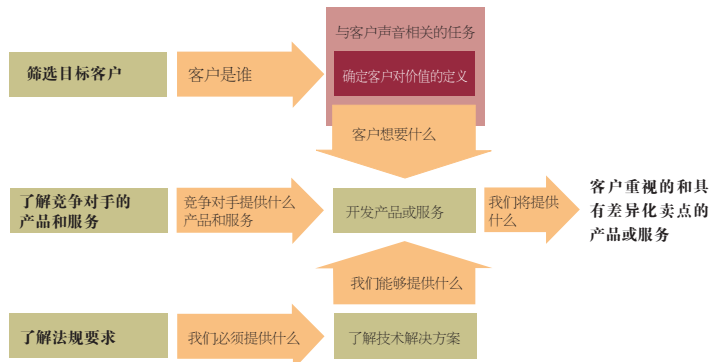 与客户声音相关的任务
筛选目标客户
客户是谁
确定客户对价值的定义
客户想要什么
了解竞争对手的
产品和服务
竞争对手提供什么
产品和服务
开发产品或服务
我们将提供
什么
客户重视的和具
有差异化卖点的
产品或服务
我们能够提供什么
了解法规要求
我们必须提供什么
了解技术解决方案